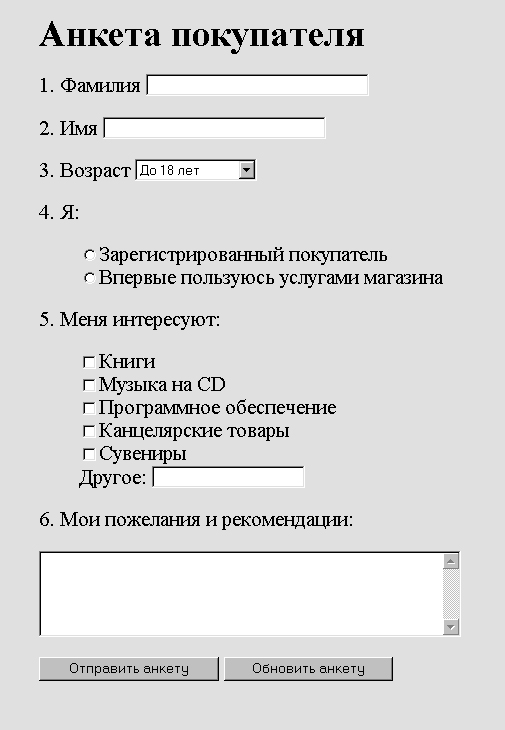 Анкета покупателя
1. Фамилия
2. Имя
3. Возраст До 18 лет
4. Я:
Зарегистрированный покупатель
Впервые пользуюсь услугами магазина
5. Меня интересуют:
Книги
Музыка на CD
Программное обеспечение
Канцелярские товары
Сувениры
Другое:
6. Мои пожелания и рекомендации:
Отправить анкету Обновить анкету